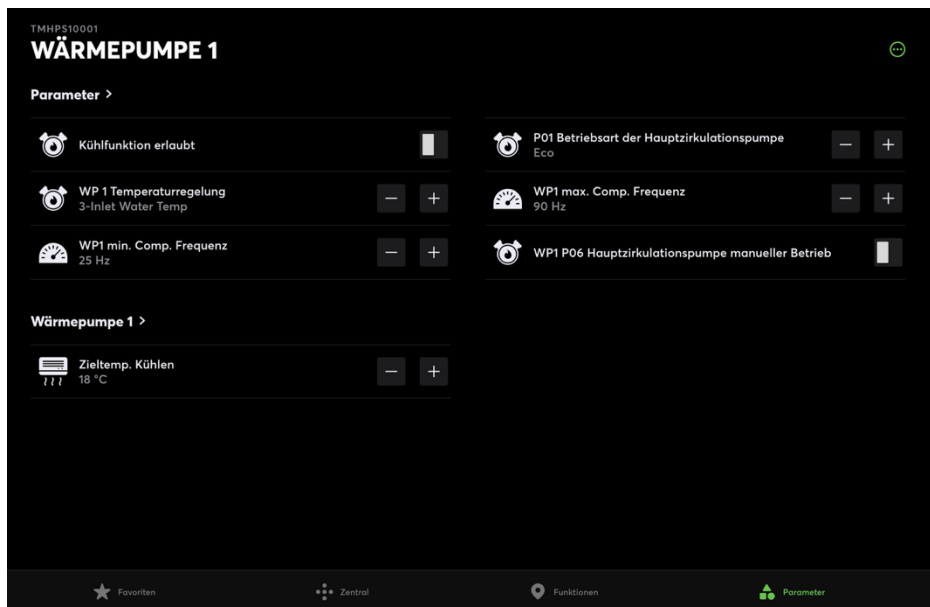 TMHPS10001
WÄRMEPUMPE 1
Parameter >
Kühlfunktion erlaubt
P01 Betriebsart der Hauptzirkulationspumpe
Eco
WP 1 Temperaturregelung
3-Inlet Water Temp
WP1 max. Comp. Frequenz
90 Hz
WP1 min. Comp. Frequenz
25 Hz
WP1 P06 Hauptzirkulationspumpe manueller Betrieb
Wärmepumpe 1 >
Zieltemp. Kühlen
18 °C
Favoriten
Zentral
Funktionen
Parameter